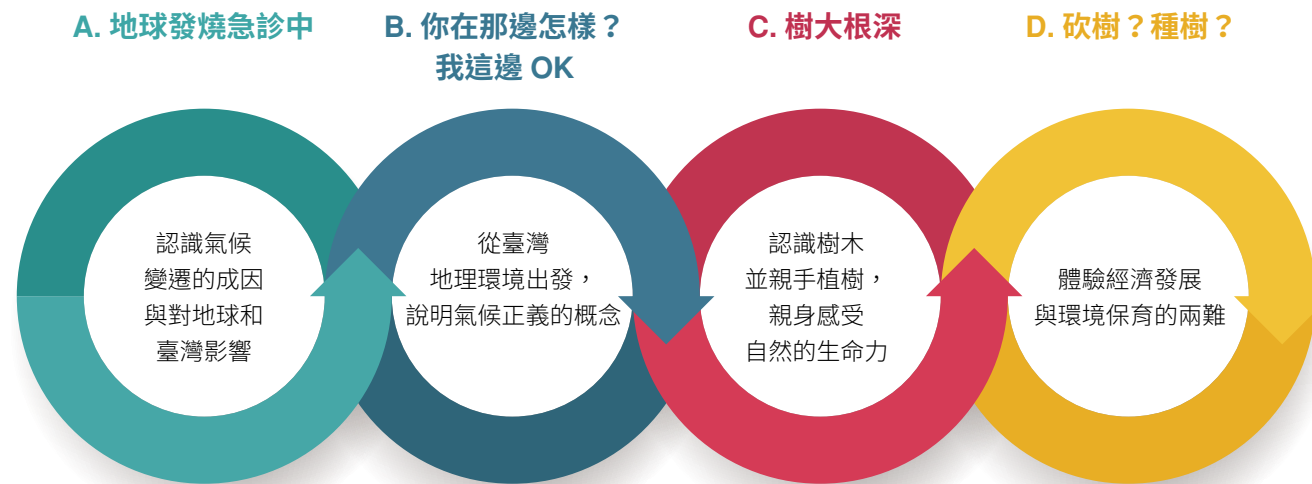 A. 地球發燒急診中
B. 你在那邊怎樣？
我這邊 OK
C. 樹大根深
D. 砍樹？種樹？
認識氣候
變遷的成因
與對地球和
臺灣影響
從臺灣
地理環境出發，
說明氣候正義的概念
認識樹木
並親手植樹，
親身感受
自然的生命力
體驗經濟發展
與環境保育的兩難